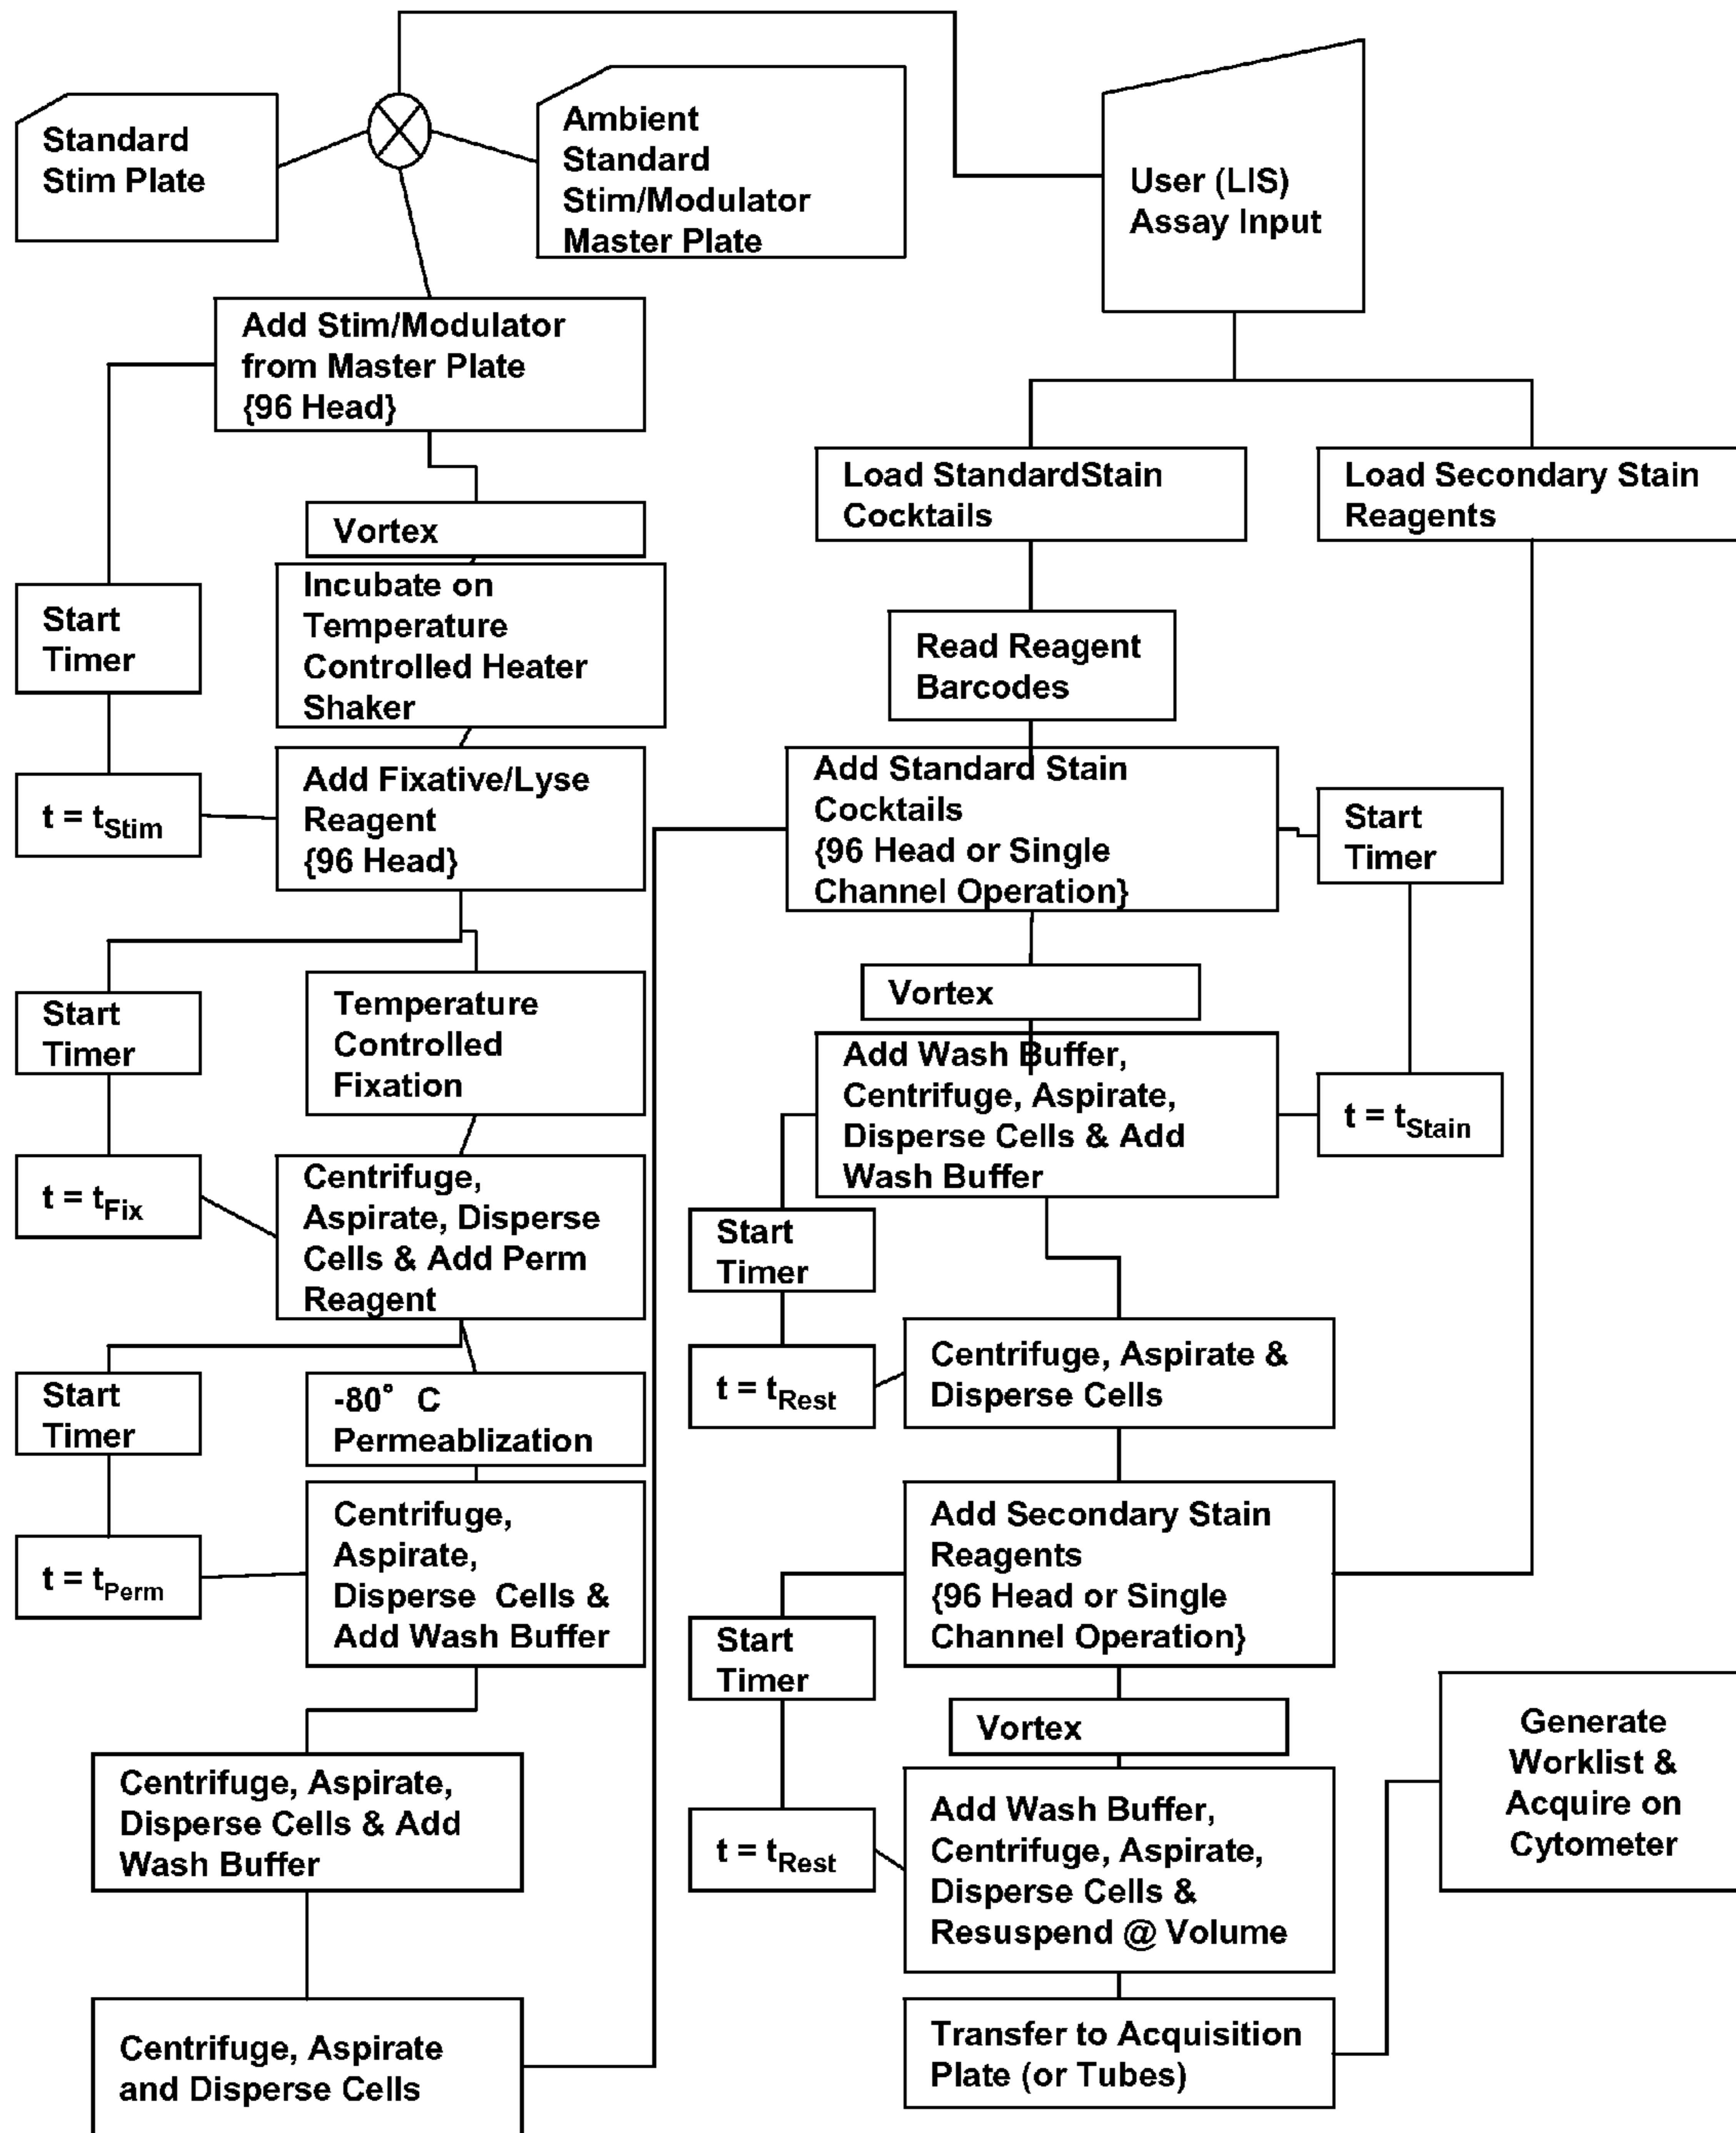 Standard
Stim Plate
Ambient
Standard
Stim/Modulator
Master Plate
User (LIS)
Assay Input
Add Stim/Modulator
from Master Plate
{96 Head}
Vortex
Incubate on
Temperature
Controlled Heater
Shaker
Start
Timer
t = tStim
Add Fixative/Lyse
Reagent
{96 Head}
Start
Timer
Temperature
Controlled
Fixation
t = tFix
Centrifuge,
Aspirate, Disperse
Cells & Add Perm
Reagent
Start
Timer
-80° C
Permeablization
t = tPerm
Centrifuge,
Aspirate,
Disperse Cells &
Add Wash Buffer
Centrifuge, Aspirate,
Disperse Cells & Add
Wash Buffer
Centrifuge, Aspirate
and Disperse Cells
Load StandardStain
Cocktails
Load Secondary Stain
Reagents
Read Reagent
Barcodes
Add Standard Stain
Cocktails
{96 Head or Single
Channel Operation}
Start
Timer
Vortex
Add Wash Buffer,
Centrifuge, Aspirate,
Disperse Cells & Add
Wash Buffer
t = tStain
Start
Timer
t = tRest
Centrifuge, Aspirate &
Disperse Cells
Add Secondary Stain
Reagents
{96 Head or Single
Channel Operation}
Start
Timer
Vortex
t = tRest
Add Wash Buffer,
Centrifuge, Aspirate,
Disperse Cells &
Resuspend @ Volume
Transfer to Acquisition
Plate (or Tubes)
Generate
Worklist &
Acquire on
Cytometer